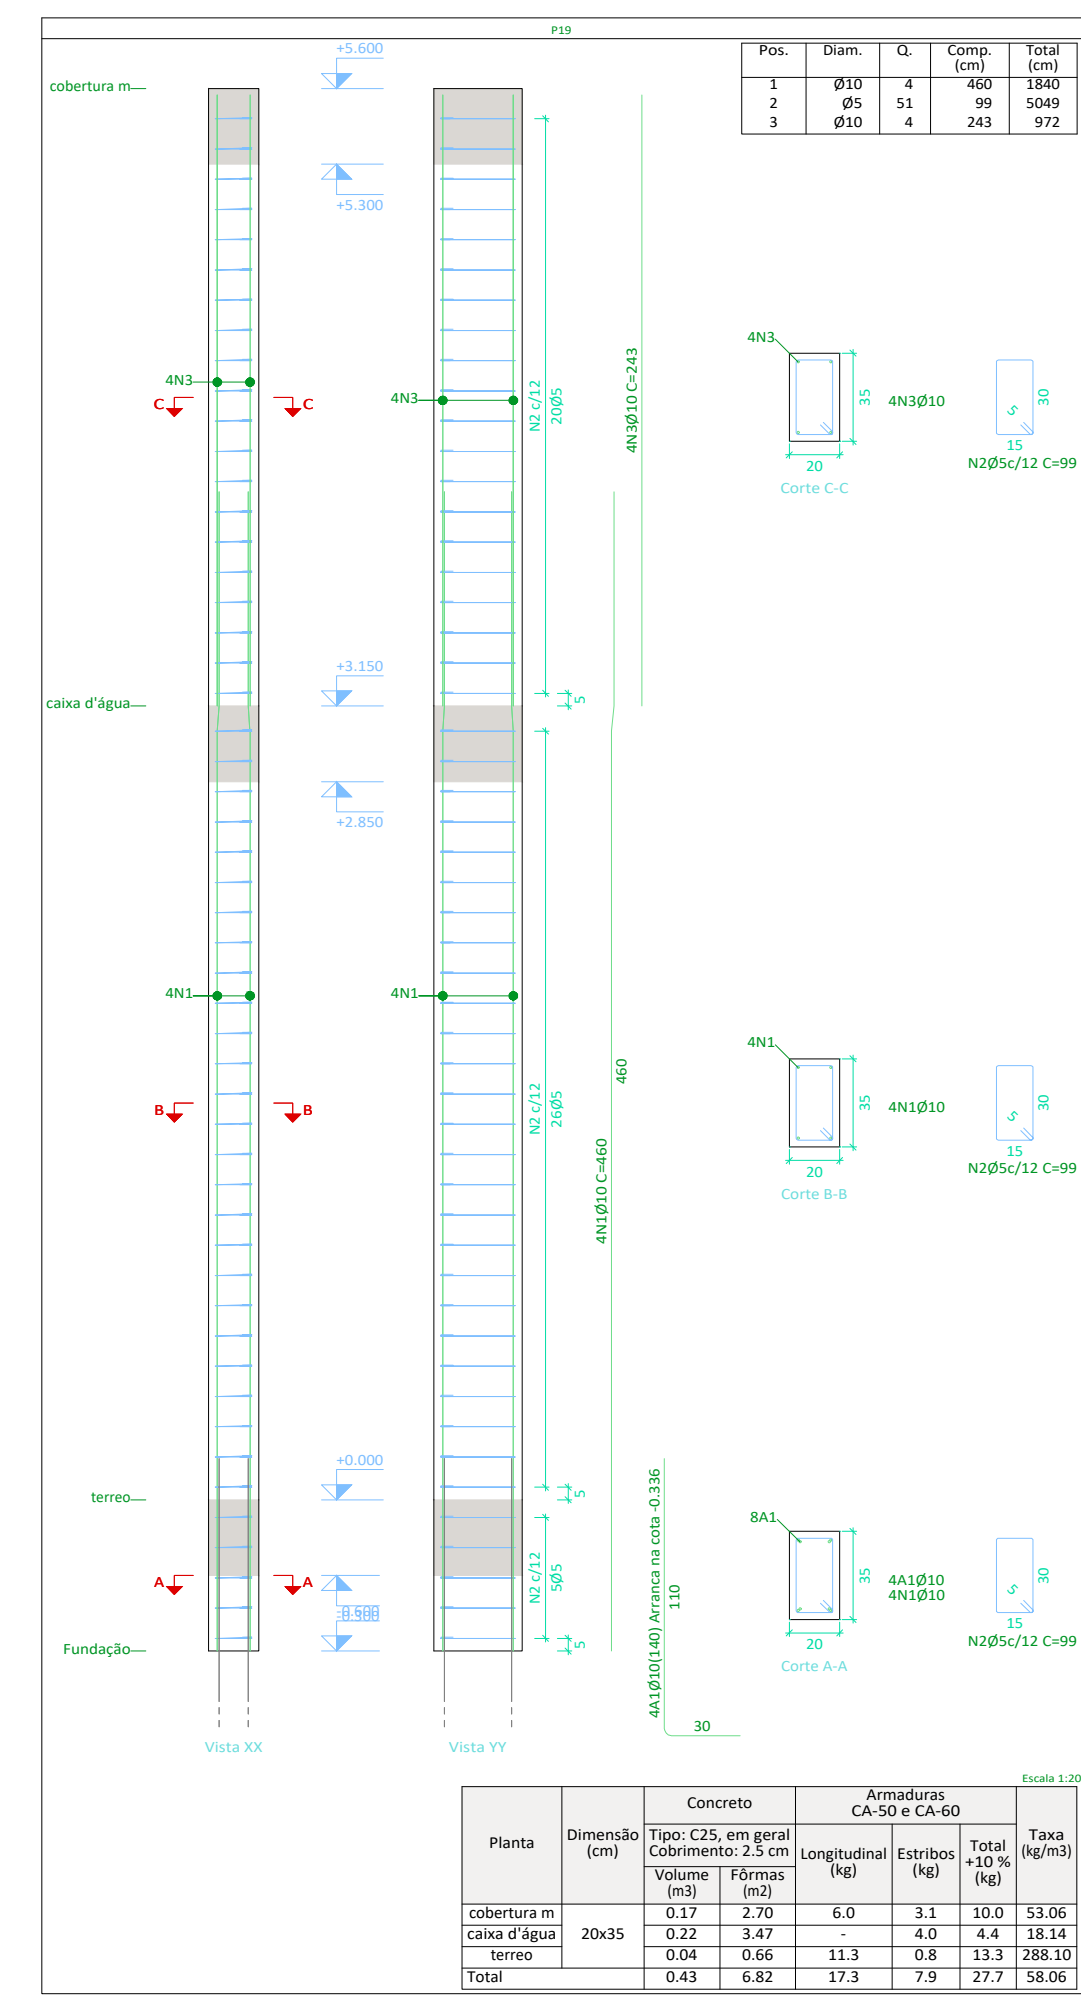 P19
Pos. Diam. Q. Comp. (cm) Total (cm)
1 Ø10 4 460 1840
2 Ø5 51 99 5049
3 Ø10 4 243 972
+5.600
cobertura m
+5.300
4N3
C C
4N3
N2 c/12
20Ø5
4N3Ø10 C=243
4N3
35
4N3Ø10
20
Corte C-C
5
30
15
N2Ø5c/12 C=99
+3.150
caixa d'água
5
+2.850
4N1
4N1
B B
N2 c/12
26Ø5
460
4N1Ø10 C=460
4N1
35
4N1Ø10
20
Corte B-B
5
30
15
N2Ø5c/12 C=99
+0.000
terreo
5
A A
N2 c/12
5Ø5
-0.600
-0.300
Fundação
5
4A1Ø10(140) Arranca na cota -0.336
110
30
8A1
35
4A1Ø10
4N1Ø10
20
Corte A-A
5
30
15
N2Ø5c/12 C=99
Vista XX
Vista YY
Escala 1:20
Planta
Dimensão
(cm)
Concreto
Tipo: C25, em geral
Cobrimento: 2.5 cm
Volume
(m3)
Fôrmas
(m2)
Armaduras
CA-50 e CA-60
Longitudinal
(kg)
Estribos
(kg)
Total
+10 %
(kg)
Taxa
(kg/m3)
cobertura m 0.17 2.70 6.0 3.1 10.0 53.06
caixa d'água 20x35 0.22 3.47 - 4.0 4.4 18.14
terreo 0.04 0.66 11.3 0.8 13.3 288.10
Total 0.43 6.82 17.3 7.9 27.7 58.06